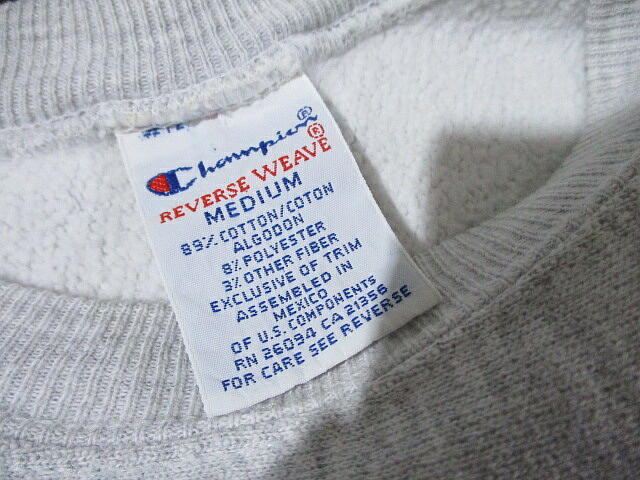 #12
Champion®
REVERSE WEAVE®
MEDIUM
89% COTTON/COTON
ALGODON
8% POLYESTER
3% OTHER FIBER
EXCLUSIVE OF TRIM
ASSEMBLED IN
MEXICO
OF U.S. COMPONENTS
RN 26094 CA 21356
FOR CARE SEE REVERSE